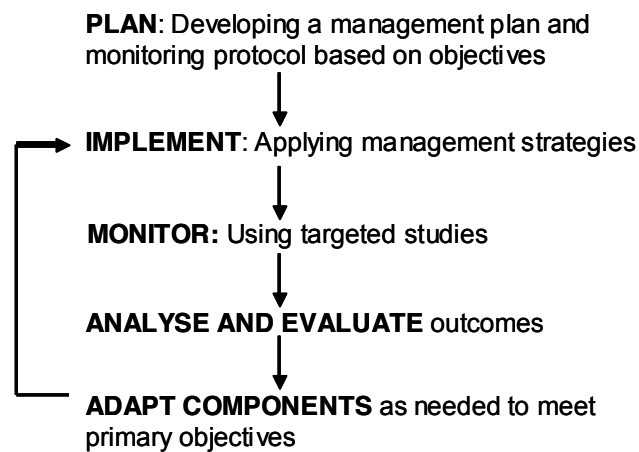 PLAN: Developing a management plan and
monitoring protocol based on objectives
IMPLEMENT: Applying management strategies
MONITOR: Using targeted studies
ANALYSE AND EVALUATE outcomes
ADAPT COMPONENTS as needed to meet
primary objectives